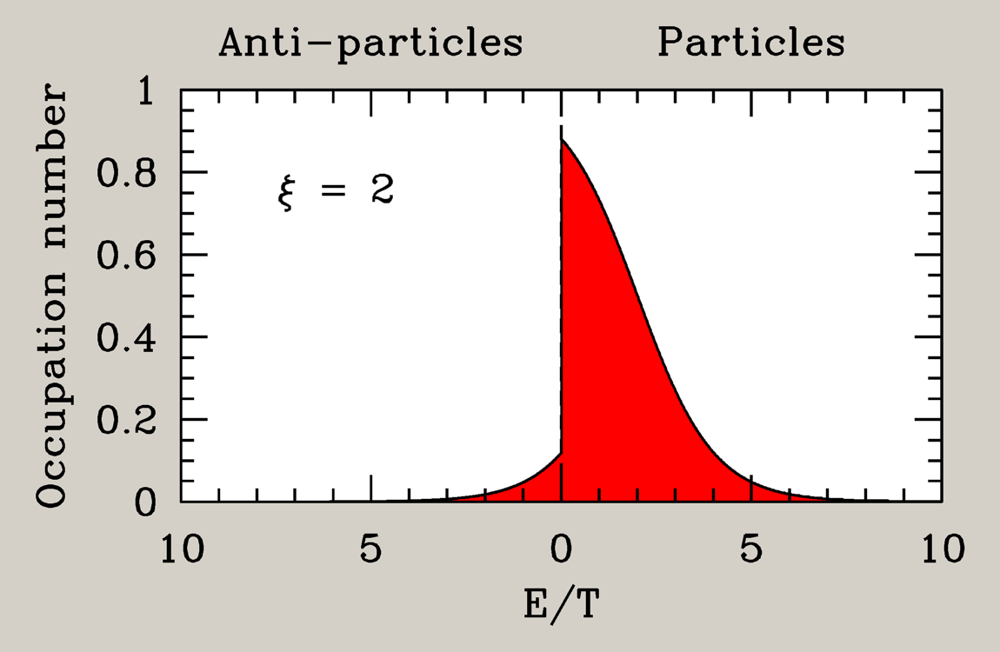 Anti-particles Particles
Occupation number
1
0.8
0.6
0.4
0.2
0
ξ = 2
10 5 0 5 10
E/T